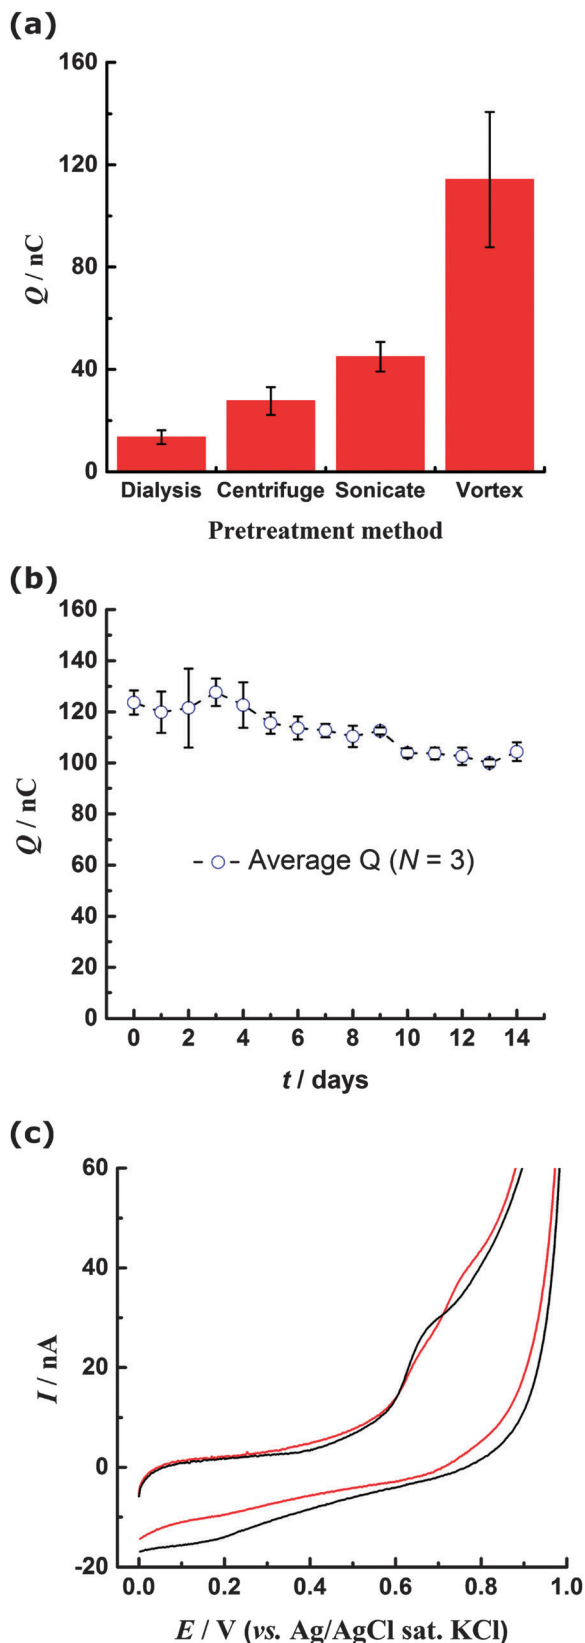 (a)
160
120
80
40
0
Q / nC
Dialysis Centrifuge Sonicate Vortex
Pretreatment method
(b)
160
140
120
100
80
60
40
20
0
Q / nC
- o - Average Q (N = 3)
0 2 4 6 8 10 12 14
t / days
(c)
60
40
20
0
-20
I / nA
0.0 0.2 0.4 0.6 0.8 1.0
E / V (vs. Ag/AgCl sat. KCl)